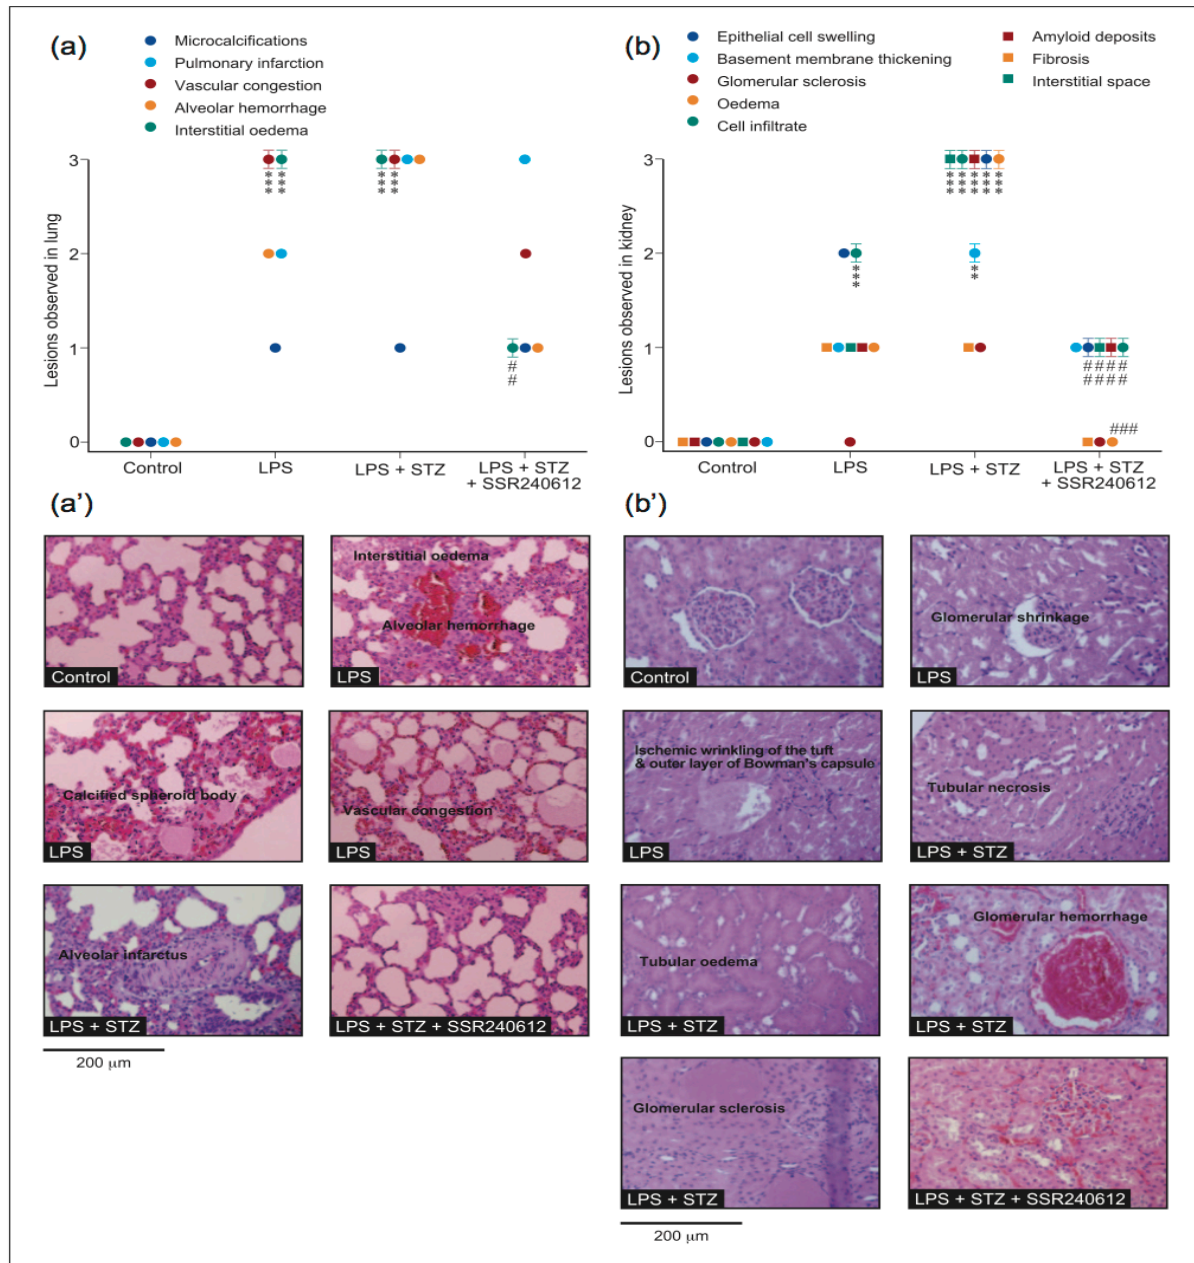 (a)
Microcalcifications
Pulmonary infarction
Vascular congestion
Alveolar hemorrhage
Interstitial oedema
Lesions observed in lung
3
2
1
0
***
***
***
***
#
#
Control
LPS
LPS + STZ
LPS + STZ
+ SSR240612
(b)
Epithelial cell swelling
Basement membrane thickening
Glomerular sclerosis
Oedema
Cell infiltrate
Amyloid deposits
Fibrosis
Interstitial space
Lesions observed in kidney
3
2
1
0
***
***
***
***
***
***
**
####
####
###
Control
LPS
LPS + STZ
LPS + STZ
+ SSR240612
(a')
Control
Interstitial oedema
Alveolar hemorrhage
LPS
Calcified spheroid body
LPS
Vascular congestion
LPS
Alveolar infarctus
LPS + STZ
LPS + STZ + SSR240612
200 μm
(b')
Control
Glomerular shrinkage
LPS
Ischemic wrinkling of the tuft
& outer layer of Bowman's capsule
LPS
Tubular necrosis
LPS + STZ
Tubular oedema
LPS + STZ
Glomerular hemorrhage
LPS + STZ
Glomerular sclerosis
LPS + STZ
LPS + STZ + SSR240612
200 μm